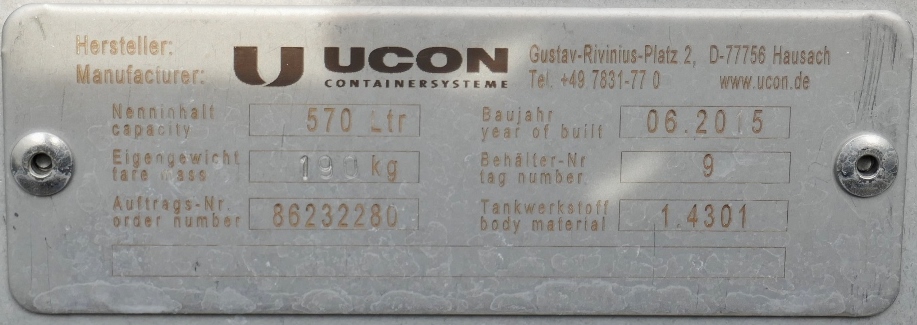 Hersteller:
Manufacturer:
UCON
CONTAINERSYSTEME
Gustav-Rivinius-Platz 2, D-77756 Hausach
Tel. +49 7831-77 0 www.ucon.de
Nenninhalt
capacity
570 Ltr
Baujahr
year of built
06.2015
Eigengewicht
tare mass
190 kg
Behälter-Nr
tag number
9
Auftrags-Nr.
order number
86232280
Tankwerkstoff
body material
1.4301